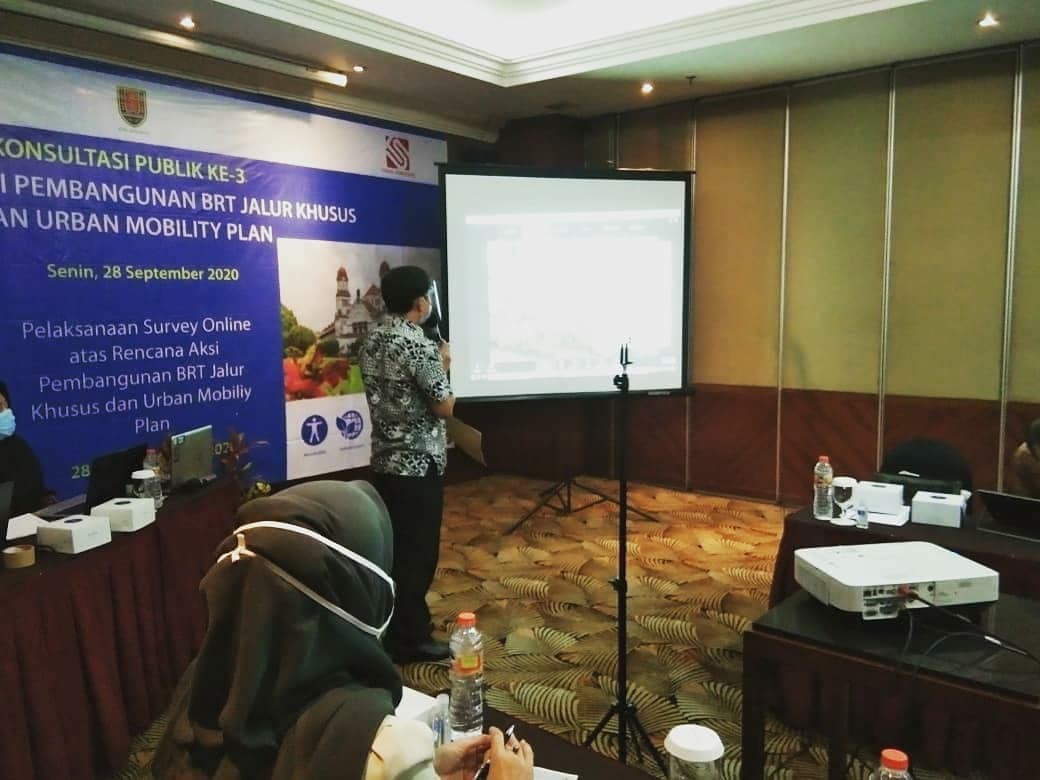 KONSULTASI PUBLIK KE-3
I PEMBANGUNAN BRT JALUR KHUSUS
AN URBAN MOBILITY PLAN
Senin, 28 September 2020
Pelaksanaan Survey Online
atas Rencana Aksi
Pembangunan BRT Jalur
Khusus dan Urban Mobiliy
Plan
28